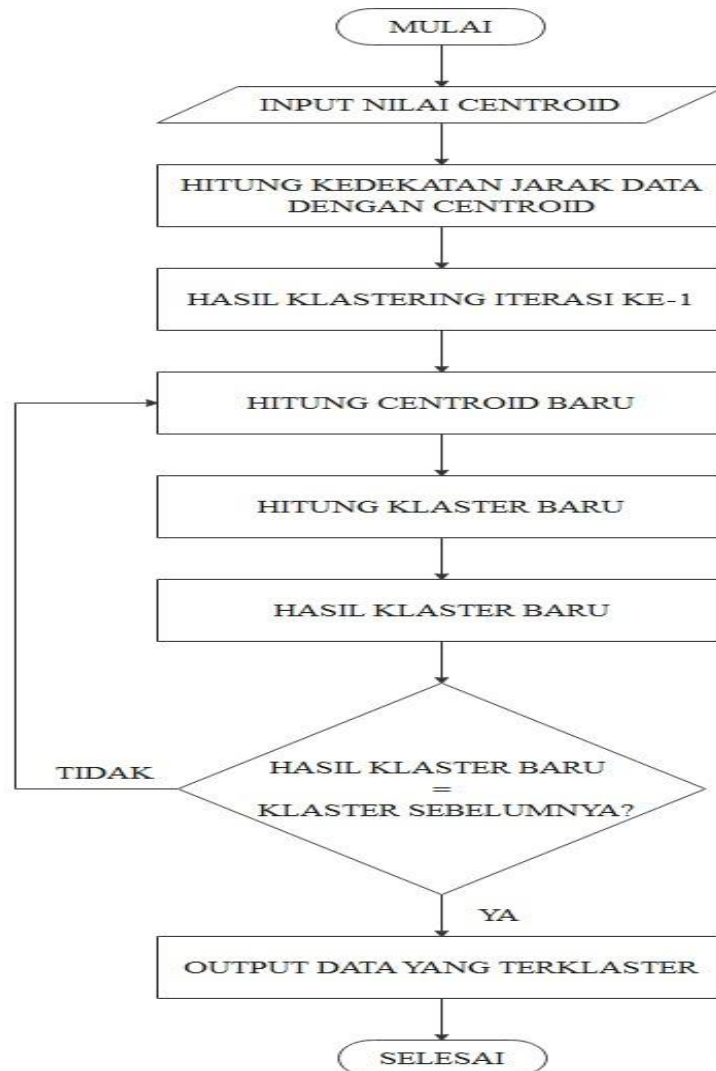 MULAI
INPUT NILAI CENTROID
HITUNG KEDEKATAN JARAK DATA
DENGAN CENTROID
HASIL KLASTERING ITERASI KE-1
HITUNG CENTROID BARU
HITUNG KLASTER BARU
HASIL KLASTER BARU
TIDAK
HASIL KLASTER BARU
=
KLASTER SEBELUMNYA?
YA
OUTPUT DATA YANG TERKLASTER
SELESAI